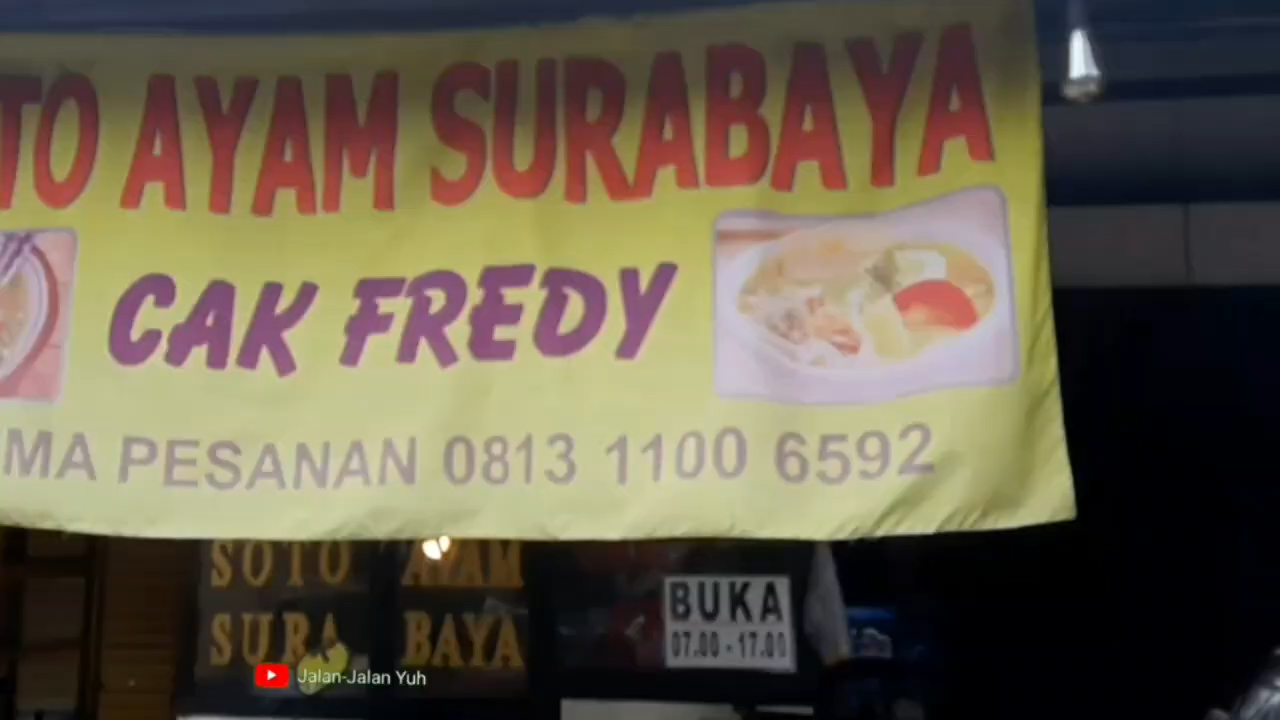 TO AYAM SURABAYA
CAK FREDY
MA PESANAN 0813 1100 6592
SOTO AYAM
SURA BAYA
BUKA
07.00 - 17.00
Jalan-Jalan Yuh